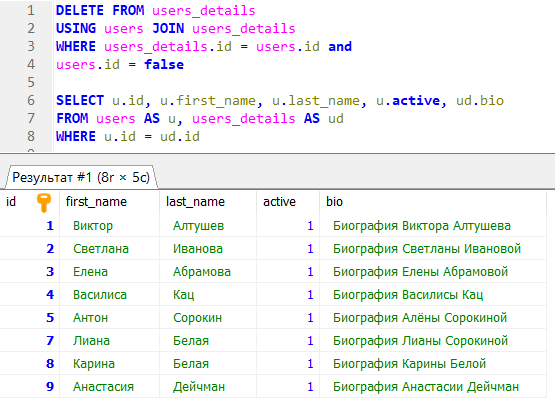 1 DELETE FROM users_details
2 USING users JOIN users_details
3 WHERE users_details.id = users.id and
4 users.id = false
5
6 SELECT u.id, u.first_name, u.last_name, u.active, ud.bio
7 FROM users AS u, users_details AS ud
8 WHERE u.id = ud.id
Результат #1 (8r × 5c)
id first_name last_name active bio
1 Виктор Алтушев 1 Биография Виктора Алтушева
2 Светлана Иванова 1 Биография Светланы Ивановой
3 Елена Абрамова 1 Биография Елены Абрамовой
4 Василиса Кац 1 Биография Василисы Кац
5 Антон Сорокин 1 Биография Алёны Сорокиной
7 Лиана Белая 1 Биография Лианы Сорокиной
8 Карина Белая 1 Биография Карины Белой
9 Анастасия Дейчман 1 Биография Анастасии Дейчман